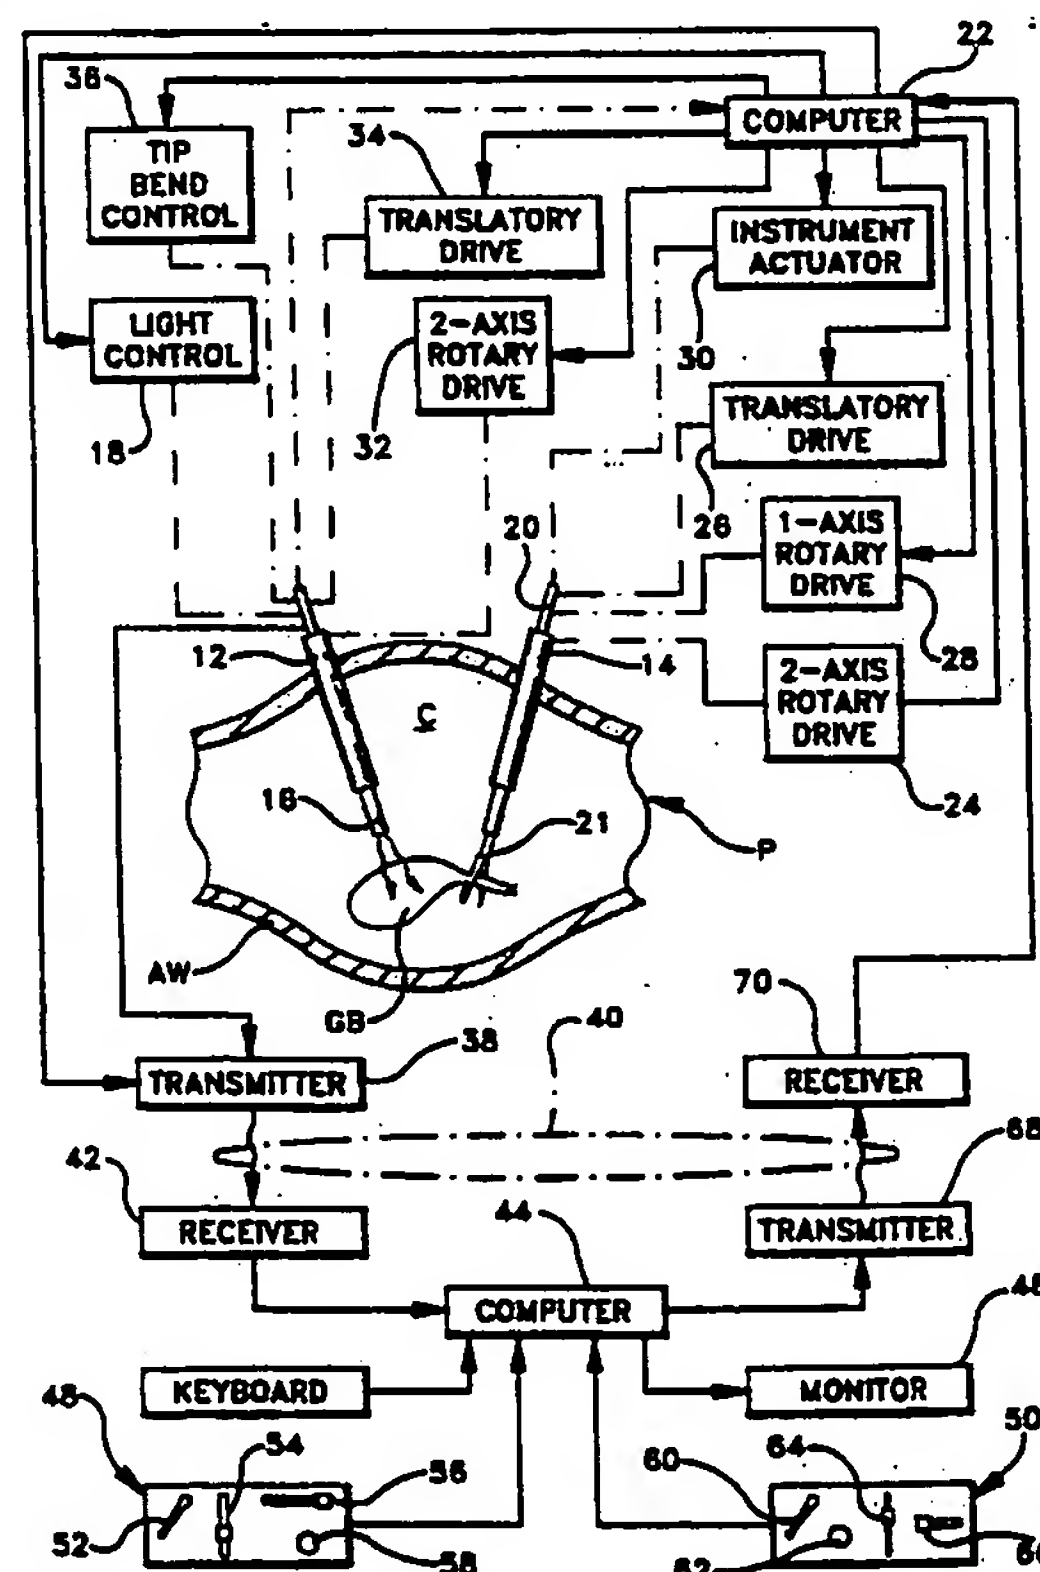 22
36
COMPUTER
34
TIP
BEND
CONTROL
TRANSLATORY
DRIVE
INSTRUMENT
ACTUATOR
LIGHT
CONTROL
2-AXIS
ROTARY
DRIVE
30
TRANSLATORY
DRIVE
18
32
28
20
1-AXIS
ROTARY
DRIVE
12
14
26
2-AXIS
ROTARY
DRIVE
C
16
21
24
P
AW
GB
70
40
38
TRANSMITTER
RECEIVER
42
68
44
RECEIVER
TRANSMITTER
COMPUTER
KEYBOARD
MONITOR
48
54
56
60
64
50
52
58
62